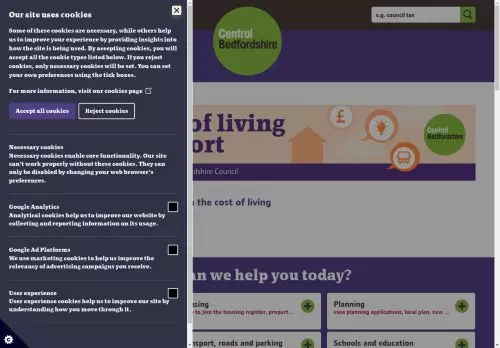 Our site uses cookies
Some of these cookies are necessary, while others help
us to improve your experience by providing insights into
how the site is being used. By accepting cookies, you will
accept all the cookie types listed below. If you reject
cookies, only necessary cookies will be set. You can set
your own preferences using the tick boxes.
For more information, visit our cookies page
Accept all cookies
Reject cookies
Necessary cookies
Necessary cookies enable core functionality. Our site
can't work properly without these cookies. They can
only be disabled by changing your web browser's
preferences.
Google Analytics
Analytical cookies help us to improve our website by
collecting and reporting information on its usage.
Google Ad Platforms
We use marketing cookies to help us improve the
relevancy of advertising campaigns you receive.
User experience
User experience cookies help us to improve our site by
understanding how you move through it.
Central
Bedfordshire
e.g. council tax
of living
ort
Central
Bedfordshire
rdshire Council
the cost of living
an we help you today?
using
to join the housing register, propert...
Planning
view planning applications, local plan, new ...
nsport, roads and parking
Schools and education